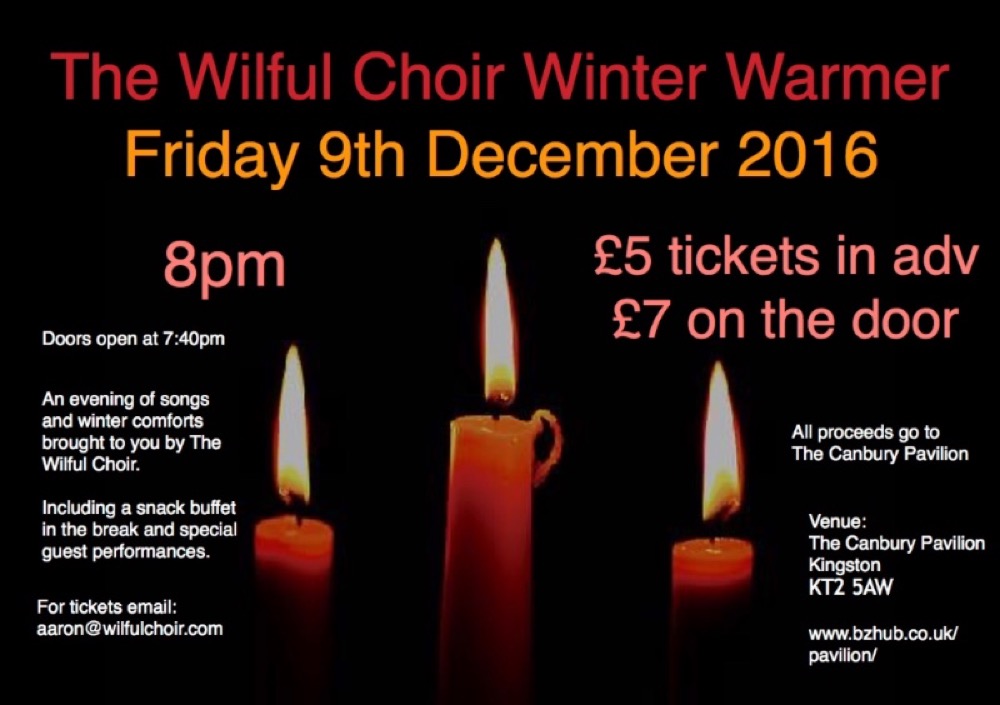 The Wilful Choir Winter Warmer
Friday 9th December 2016
8pm
£5 tickets in adv
£7 on the door
Doors open at 7:40pm
An evening of songs
and winter comforts
brought to you by The
Wilful Choir.
Including a snack buffet
in the break and special
guest performances.
For tickets email:
aaron@wilfulchoir.com
All proceeds go to
The Canbury Pavilion
Venue:
The Canbury Pavilion
Kingston
KT2 5AW
www.bzhub.co.uk/
pavilion/